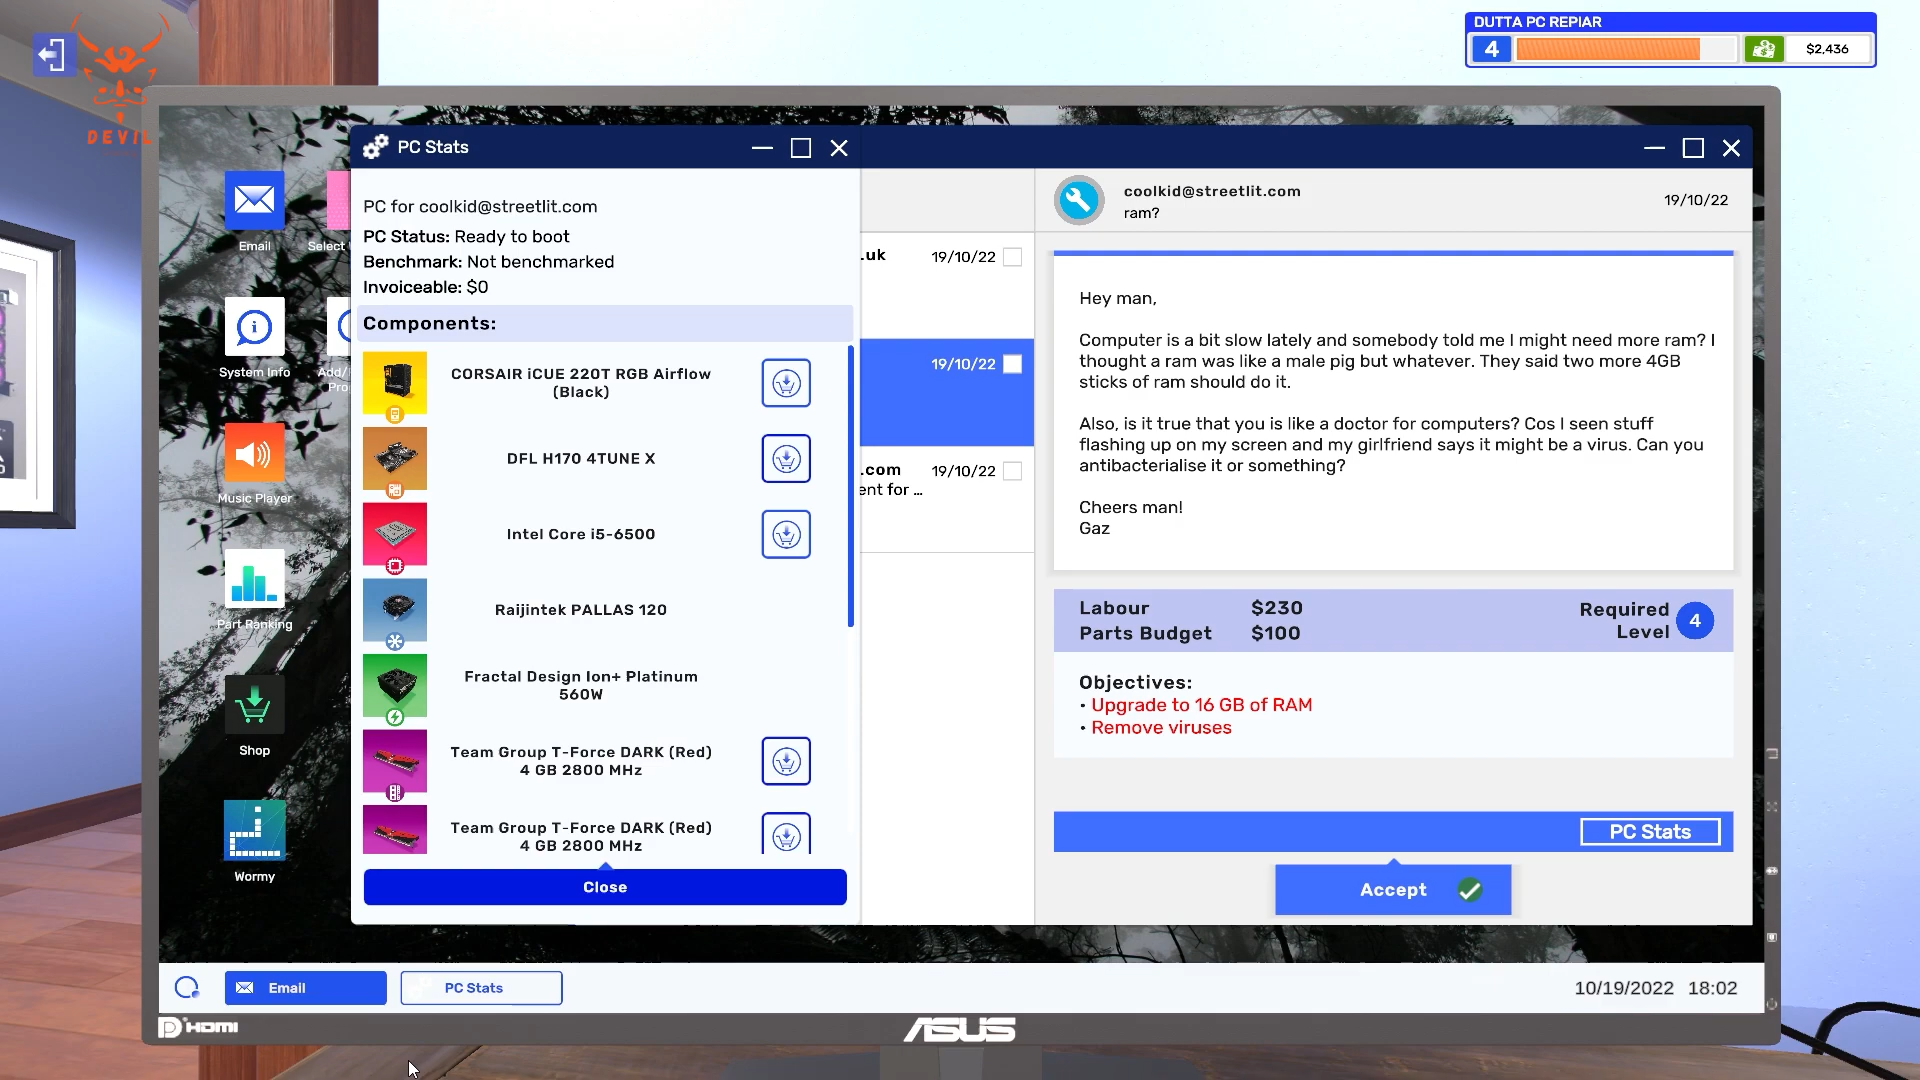 DUTTA PC REPIAR
4
$2,436
DEVIL
PC Stats
PC for coolkid@streetlit.com
PC Status: Ready to boot
Benchmark: Not benchmarked
Invoiceable: $0
Components:
CORSAIR iCUE 220T RGB Airflow
(Black)
DFL H170 4TUNE X
Intel Core i5-6500
Raijintek PALLAS 120
Fractal Design Ion+ Platinum
560W
Team Group T-Force DARK (Red)
4 GB 2800 MHz
Team Group T-Force DARK (Red)
4 GB 2800 MHz
Close
Email
Select
System Info
Add/
Pro
Music Player
Part Ranking
Shop
Wormy
.uk
19/10/22
19/10/22
.com
19/10/22
ent for ...
coolkid@streetlit.com
ram?
19/10/22
Hey man,
Computer is a bit slow lately and somebody told me I might need more ram? I
thought a ram was like a male pig but whatever. They said two more 4GB
sticks of ram should do it.
Also, is it true that you is like a doctor for computers? Cos I seen stuff
flashing up on my screen and my girlfriend says it might be a virus. Can you
antibacterialise it or something?
Cheers man!
Gaz
Labour $230
Parts Budget $100
Required
Level
4
Objectives:
• Upgrade to 16 GB of RAM
• Remove viruses
PC Stats
Accept
Email
PC Stats
10/19/2022 18:02
HDMI
ASUS